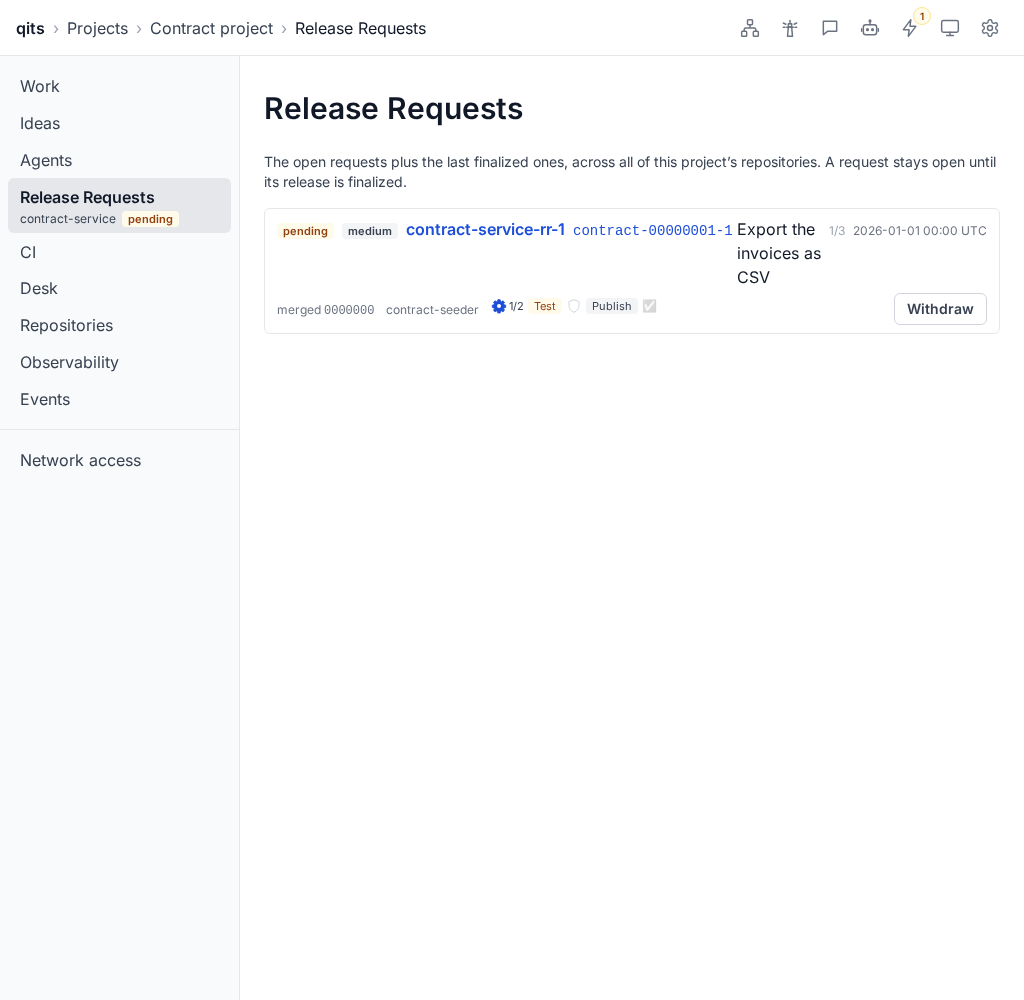 qits › Projects › Contract project › Release Requests
1
Work
Ideas
Agents
Release Requests
contract-service pending
CI
Desk
Repositories
Observability
Events
Network access
Release Requests
The open requests plus the last finalized ones, across all of this project’s repositories. A request stays open until
its release is finalized.
pending medium contract-service-rr-1 contract-00000001-1 Export the 1/3 2026-01-01 00:00 UTC
invoices as
CSV
merged 0000000 contract-seeder 1/2 Test Publish Withdraw